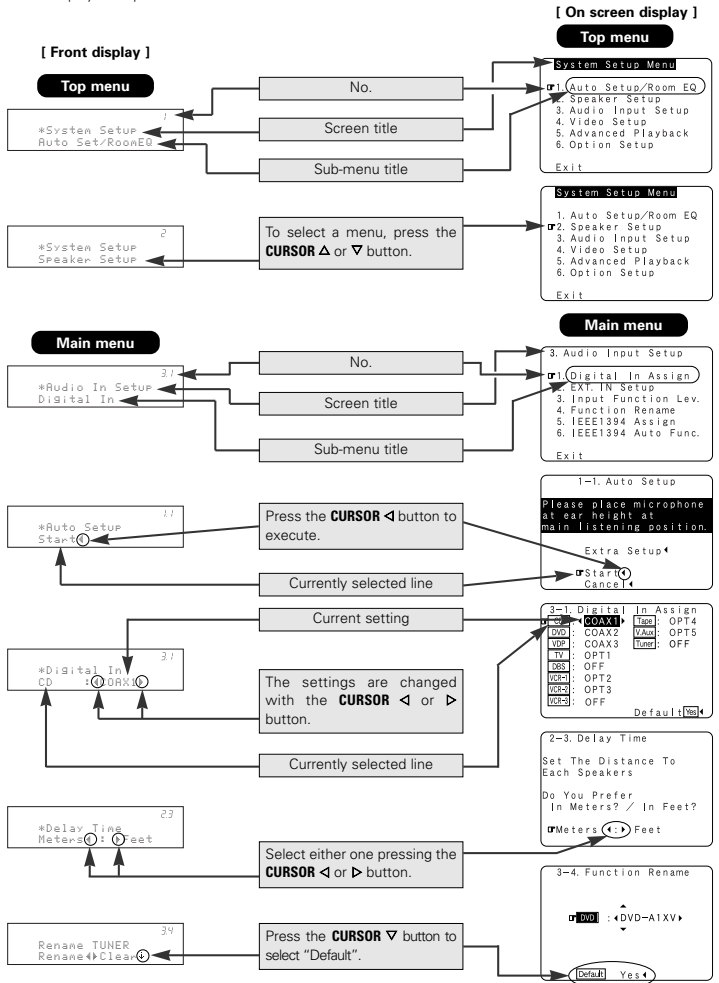 [ On screen display ]
[ Front display ]
Top menu
Top menu
1
*System Setup
Auto Set/RoomEQ
No.
Screen title
Sub-menu title
System Setup Menu
☞1. Auto Setup/Room EQ
2. Speaker Setup
3. Audio Input Setup
4. Video Setup
5. Advanced Playback
6. Option Setup
Exit
2
*System Setup
Speaker Setup
To select a menu, press the
CURSOR △ or ▽ button.
System Setup Menu
1. Auto Setup/Room EQ
☞2. Speaker Setup
3. Audio Input Setup
4. Video Setup
5. Advanced Playback
6. Option Setup
Exit
Main menu
Main menu
3.1
*Audio In Setup
Digital In
No.
Screen title
Sub-menu title
3. Audio Input Setup
☞1. Digital In Assign
2. EXT. IN Setup
3. Input Function Lev.
4. Function Rename
5. IEEE1394 Assign
6. IEEE1394 Auto Func.
Exit
1.1
*Auto Setup
Start◀
Press the CURSOR ◁ button to
execute.
Currently selected line
1-1. Auto Setup
Please place microphone
at ear height at
main listening position.
Extra Setup◀
☞Start◀
Cancel◀
3.1
*Digital In
CD :◀COAX1▶
Current setting
The settings are changed
with the CURSOR ◁ or ▷
button.
Currently selected line
3-1. Digital In Assign
☞CD ◀COAX1▶ Tape : OPT4
DVD : COAX2 V.Aux : OPT5
VDP : COAX3 Tuner : OFF
TV : OPT1
DBS : OFF
VCR-1 : OPT2
VCR-2 : OPT3
VCR-3 : OFF
Default Yes◀
2.3
*Delay Time
Meters◀:▶Feet
Select either one pressing the
CURSOR ◁ or ▷ button.
2-3. Delay Time
Set The Distance To
Each Speakers
Do You Prefer
In Meters? / In Feet?
☞Meters ◀:▶ Feet
3.4
Rename TUNER
Rename◀▶Clear↓
Press the CURSOR ▽ button to
select "Default".
3-4. Function Rename
☞DVD :◀DVD-A1XV▶
Default Yes◀